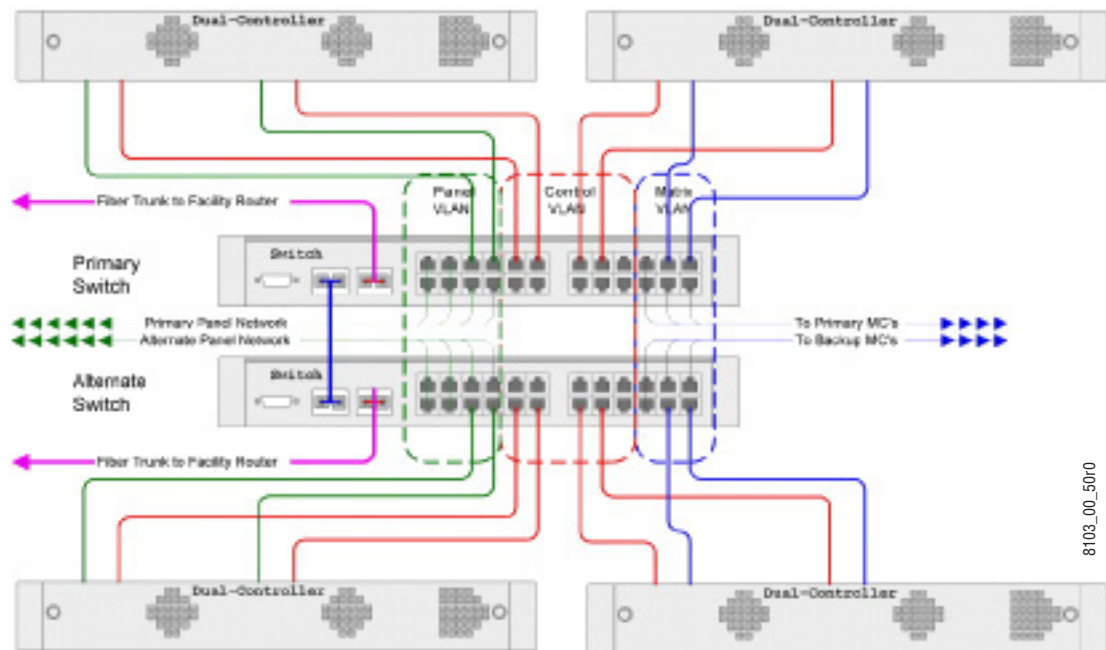 Dual-Controller
Dual-Controller
Panel
VLAN
Control
VLAN
Matrix
VLAN
Fiber Trunk to Facility Router
Primary
Switch
Switch
Primary Panel Network
Alternate Panel Network
To Primary MC's
To Backup MC's
Alternate
Switch
Switch
Fiber Trunk to Facility Router
8103_00_50r0
Dual-Controller
Dual-Controller